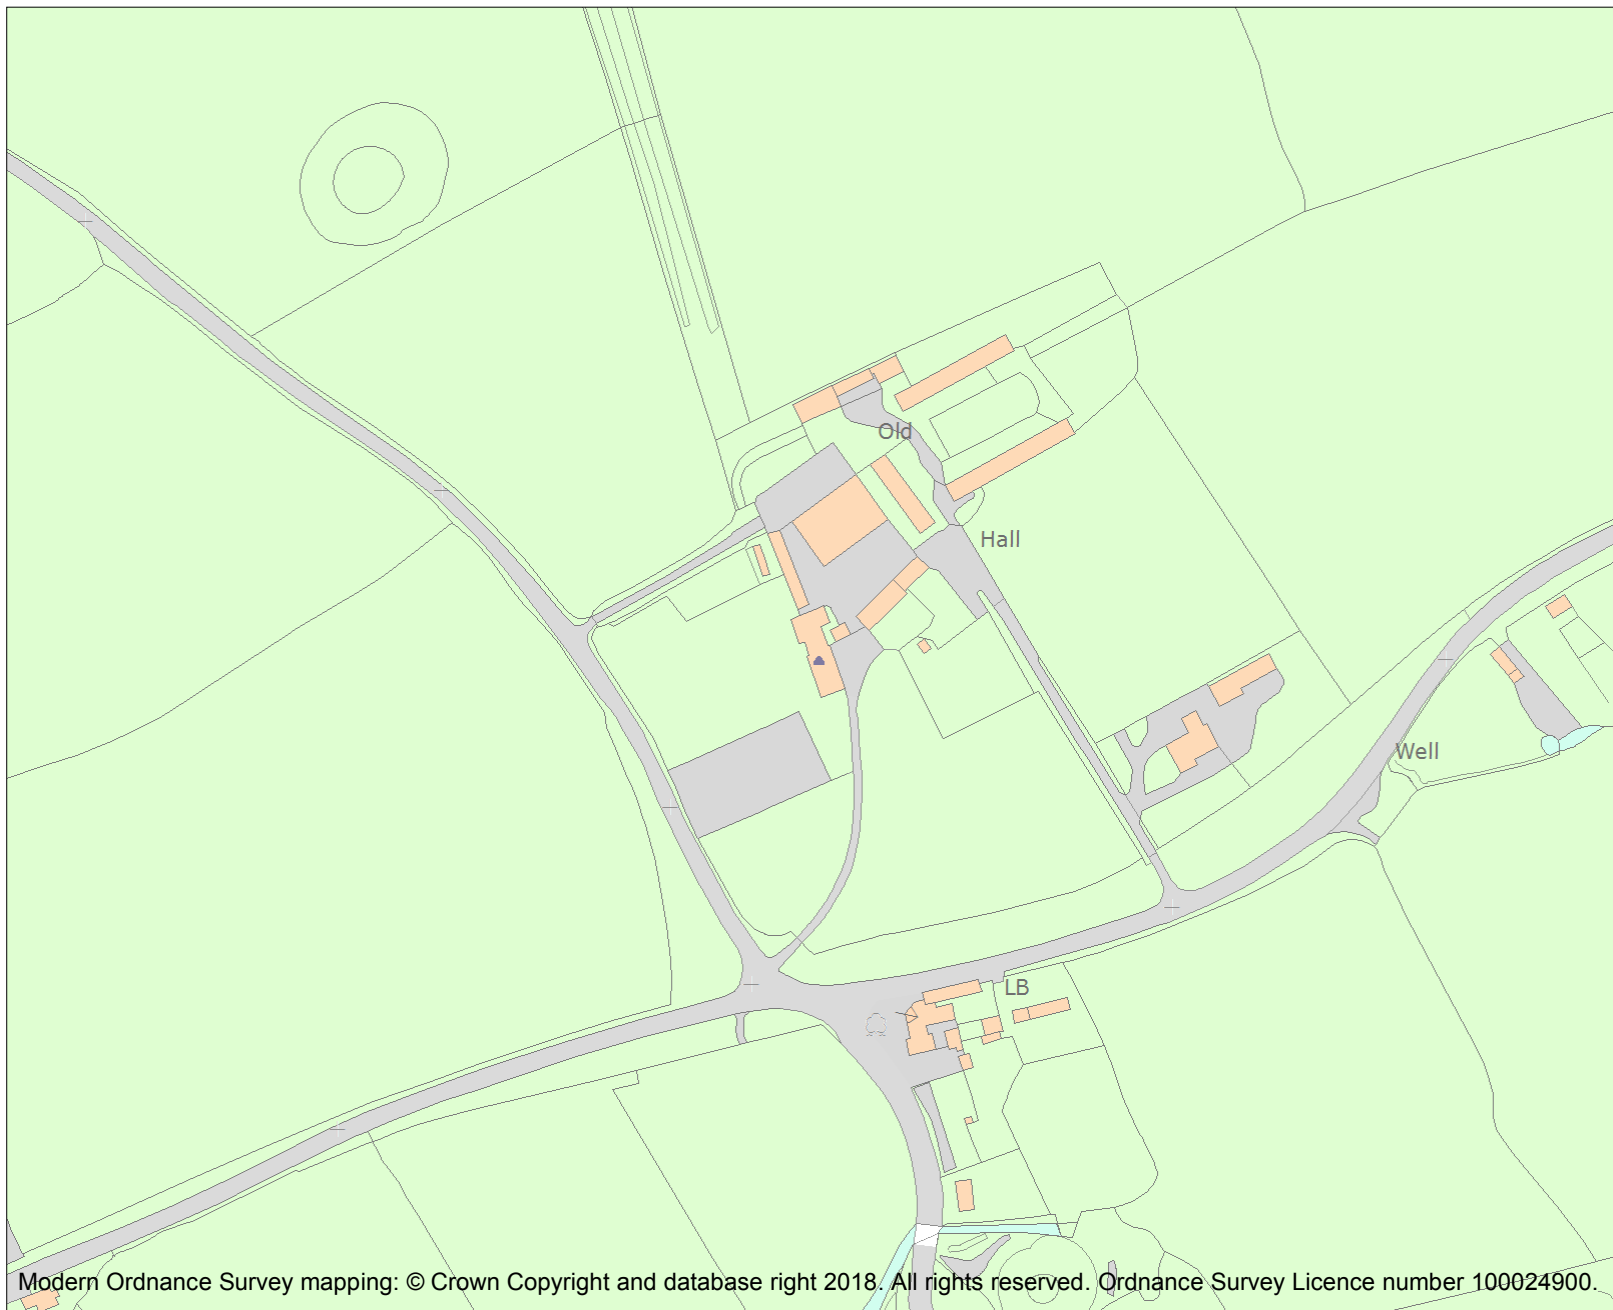 Old
Hall
Well
LB
Modern Ordnance Survey mapping: © Crown Copyright and database right 2018. All rights reserved. Ordnance Survey Licence number 100024900.